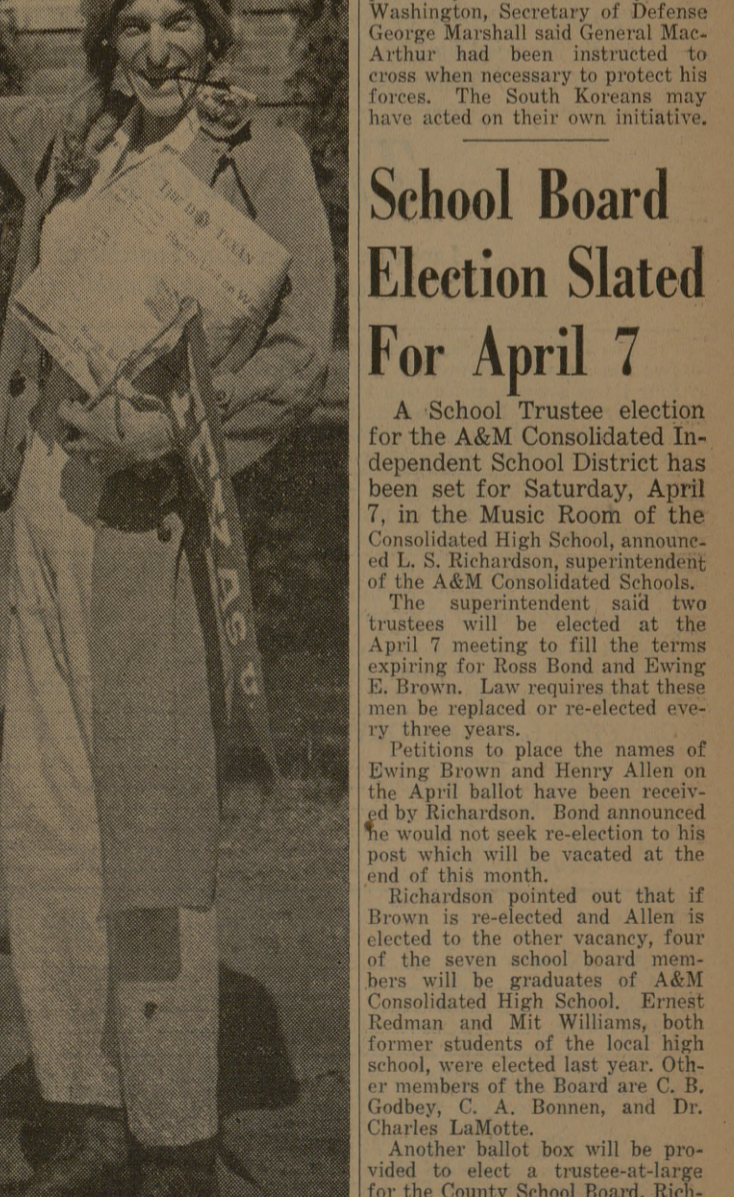 THE D TEXAN
TEXAS U
Washington, Secretary of Defense
George Marshall said General Mac-
Arthur had been instructed to
cross when necessary to protect his
forces. The South Koreans may
have acted on their own initiative.
School Board
Election Slated
For April 7
A School Trustee election
for the A&M Consolidated In-
dependent School District has
been set for Saturday, April
7, in the Music Room of the
Consolidated High School, announc-
ed L. S. Richardson, superintendent
of the A&M Consolidated Schools.
The superintendent said two
trustees will be elected at the
April 7 meeting to fill the terms
expiring for Ross Bond and Ewing
E. Brown. Law requires that these
men be replaced or re-elected eve-
ry three years.
Petitions to place the names of
Ewing Brown and Henry Allen on
the April ballot have been receiv-
ed by Richardson. Bond announced
he would not seek re-election to his
post which will be vacated at the
end of this month.
Richardson pointed out that if
Brown is re-elected and Allen is
elected to the other vacancy, four
of the seven school board mem-
bers will be graduates of A&M
Consolidated High School. Ernest
Redman and Mit Williams, both
former students of the local high
school, were elected last year. Oth-
er members of the Board are C. B.
Godbey, C. A. Bonnen, and Dr.
Charles LaMotte.
Another ballot box will be pro-
vided to elect a trustee-at-large
for the County School Board, Rich-